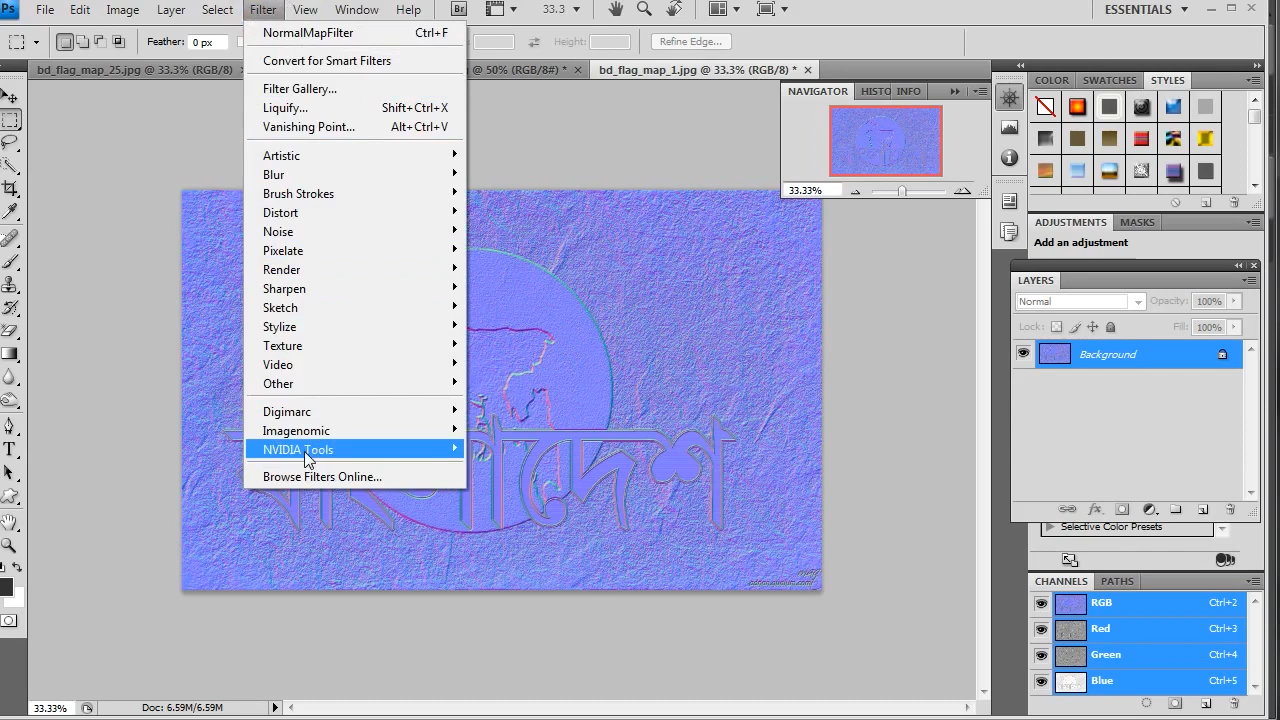 Ps File Edit Image Layer Select Filter View Window Help Br 33.3 ESSENTIALS
Feather: 0 px Height: Refine Edge...
bd_flag_map_25.jpg @ 33.3% (RGB/8) @ 50% (RGB/8#) * × bd_flag_map_1.jpg @ 33.3% (RGB/8) * ×
NormalMapFilter Ctrl+F
Convert for Smart Filters
Filter Gallery...
Liquify... Shift+Ctrl+X
Vanishing Point... Alt+Ctrl+V
Artistic
Blur
Brush Strokes
Distort
Noise
Pixelate
Render
Sharpen
Sketch
Stylize
Texture
Video
Other
Digimarc
Imagenomic
NVIDIA Tools
Browse Filters Online...
NAVIGATOR HISTO INFO
33.33%
COLOR SWATCHES STYLES
ADJUSTMENTS MASKS
Add an adjustment
LAYERS
Normal Opacity: 100%
Lock: Fill: 100%
Background
Selective Color Presets
CHANNELS PATHS
RGB Ctrl+2
Red Ctrl+3
Green Ctrl+4
Blue Ctrl+5
33.33% Doc: 6.59M/6.59M